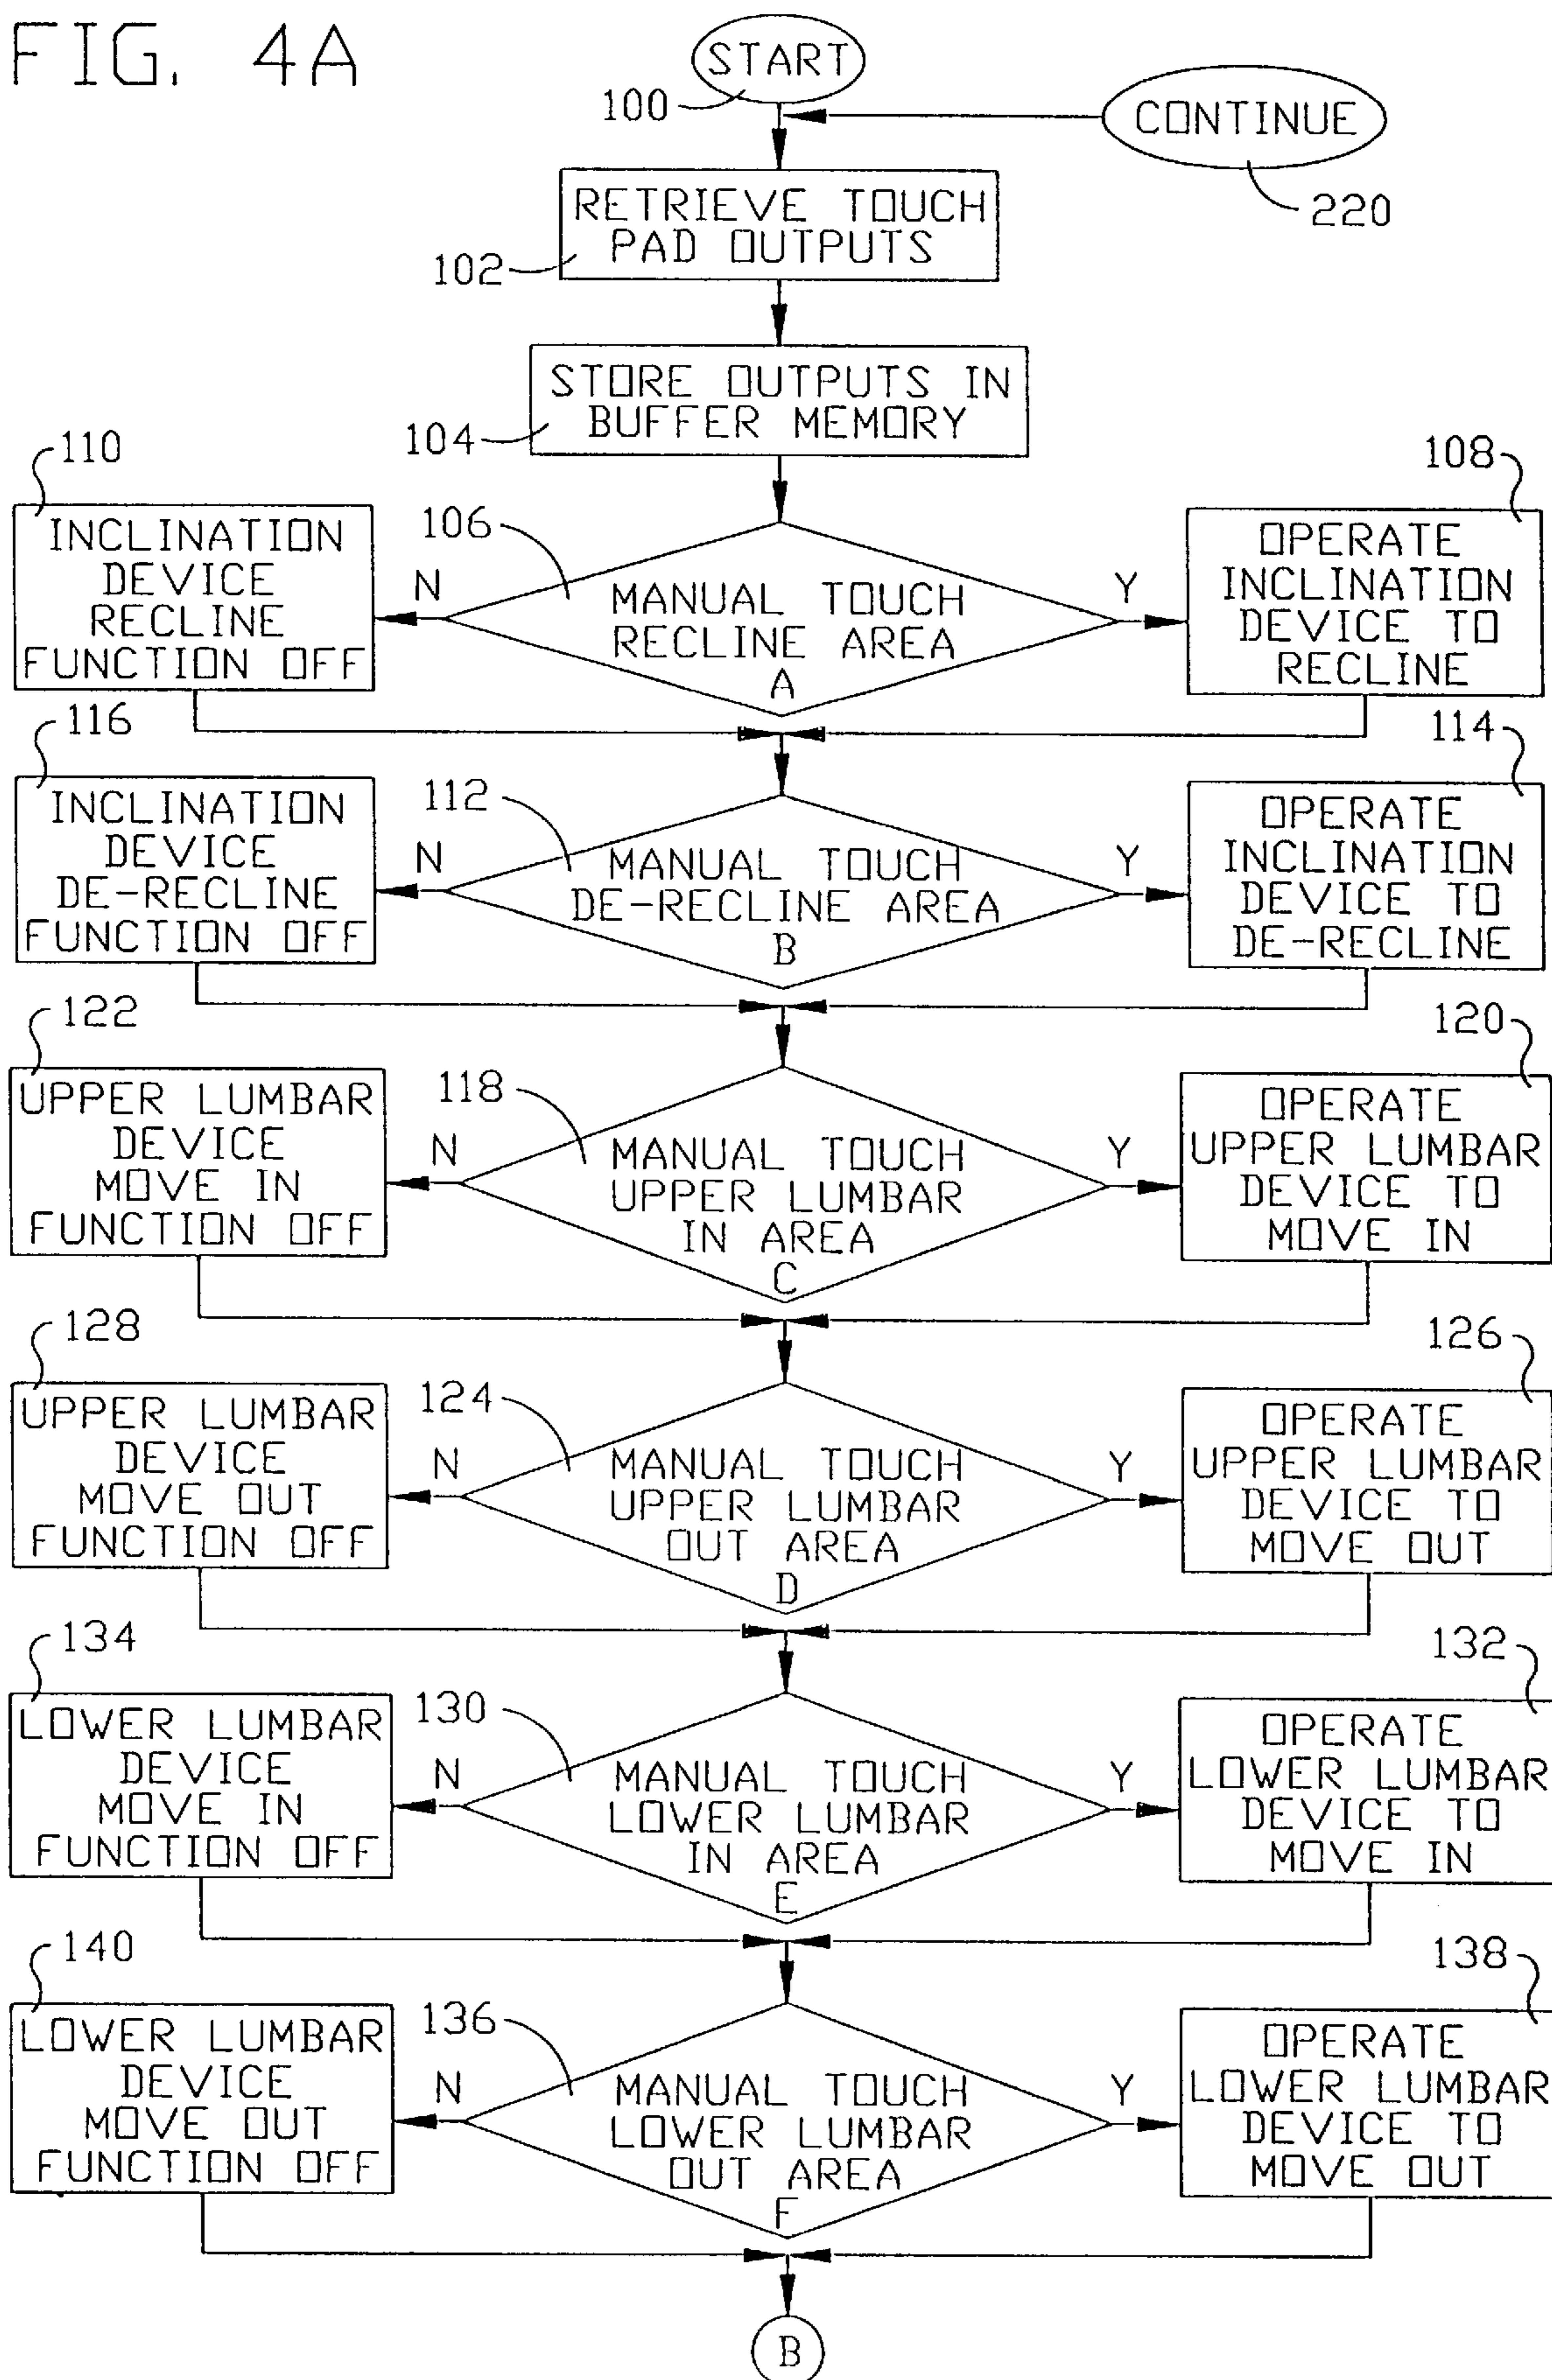 FIG. 4A
START
100
CONTINUE
220
RETRIEVE TOUCH
PAD OUTPUTS
102
STORE OUTPUTS IN
BUFFER MEMORY
104
110
INCLINATION
DEVICE
RECLINE
FUNCTION OFF
N
106
MANUAL TOUCH
RECLINE AREA
A
Y
108
OPERATE
INCLINATION
DEVICE TO
RECLINE
116
INCLINATION
DEVICE
DE-RECLINE
FUNCTION OFF
N
112
MANUAL TOUCH
DE-RECLINE AREA
B
Y
114
OPERATE
INCLINATION
DEVICE TO
DE-RECLINE
122
UPPER LUMBAR
DEVICE
MOVE IN
FUNCTION OFF
N
118
MANUAL TOUCH
UPPER LUMBAR
IN AREA
C
Y
120
OPERATE
UPPER LUMBAR
DEVICE TO
MOVE IN
128
UPPER LUMBAR
DEVICE
MOVE OUT
FUNCTION OFF
N
124
MANUAL TOUCH
UPPER LUMBAR
OUT AREA
D
Y
126
OPERATE
UPPER LUMBAR
DEVICE TO
MOVE OUT
134
LOWER LUMBAR
DEVICE
MOVE IN
FUNCTION OFF
N
130
MANUAL TOUCH
LOWER LUMBAR
IN AREA
E
Y
132
OPERATE
LOWER LUMBAR
DEVICE TO
MOVE IN
140
LOWER LUMBAR
DEVICE
MOVE OUT
FUNCTION OFF
N
136
MANUAL TOUCH
LOWER LUMBAR
OUT AREA
F
Y
138
OPERATE
LOWER LUMBAR
DEVICE TO
MOVE OUT
B